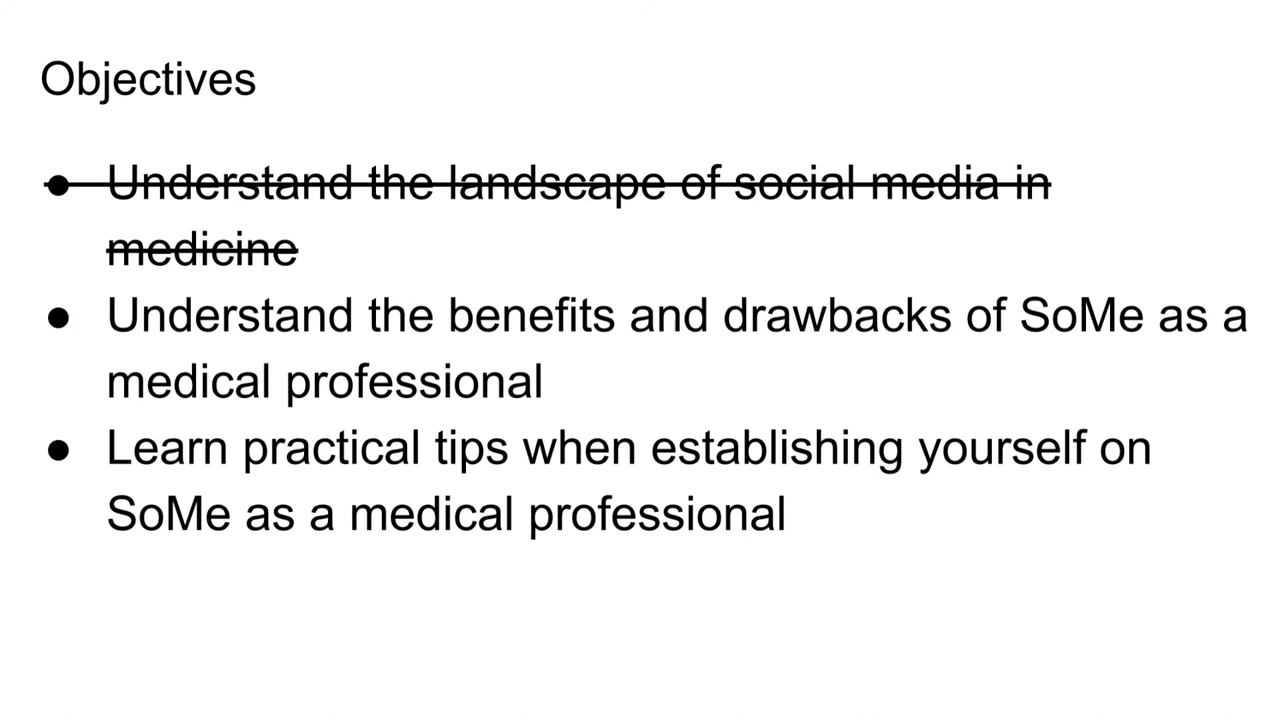 Objectives
● Understand the landscape of social media in
medicine
● Understand the benefits and drawbacks of SoMe as a
medical professional
● Learn practical tips when establishing yourself on
SoMe as a medical professional